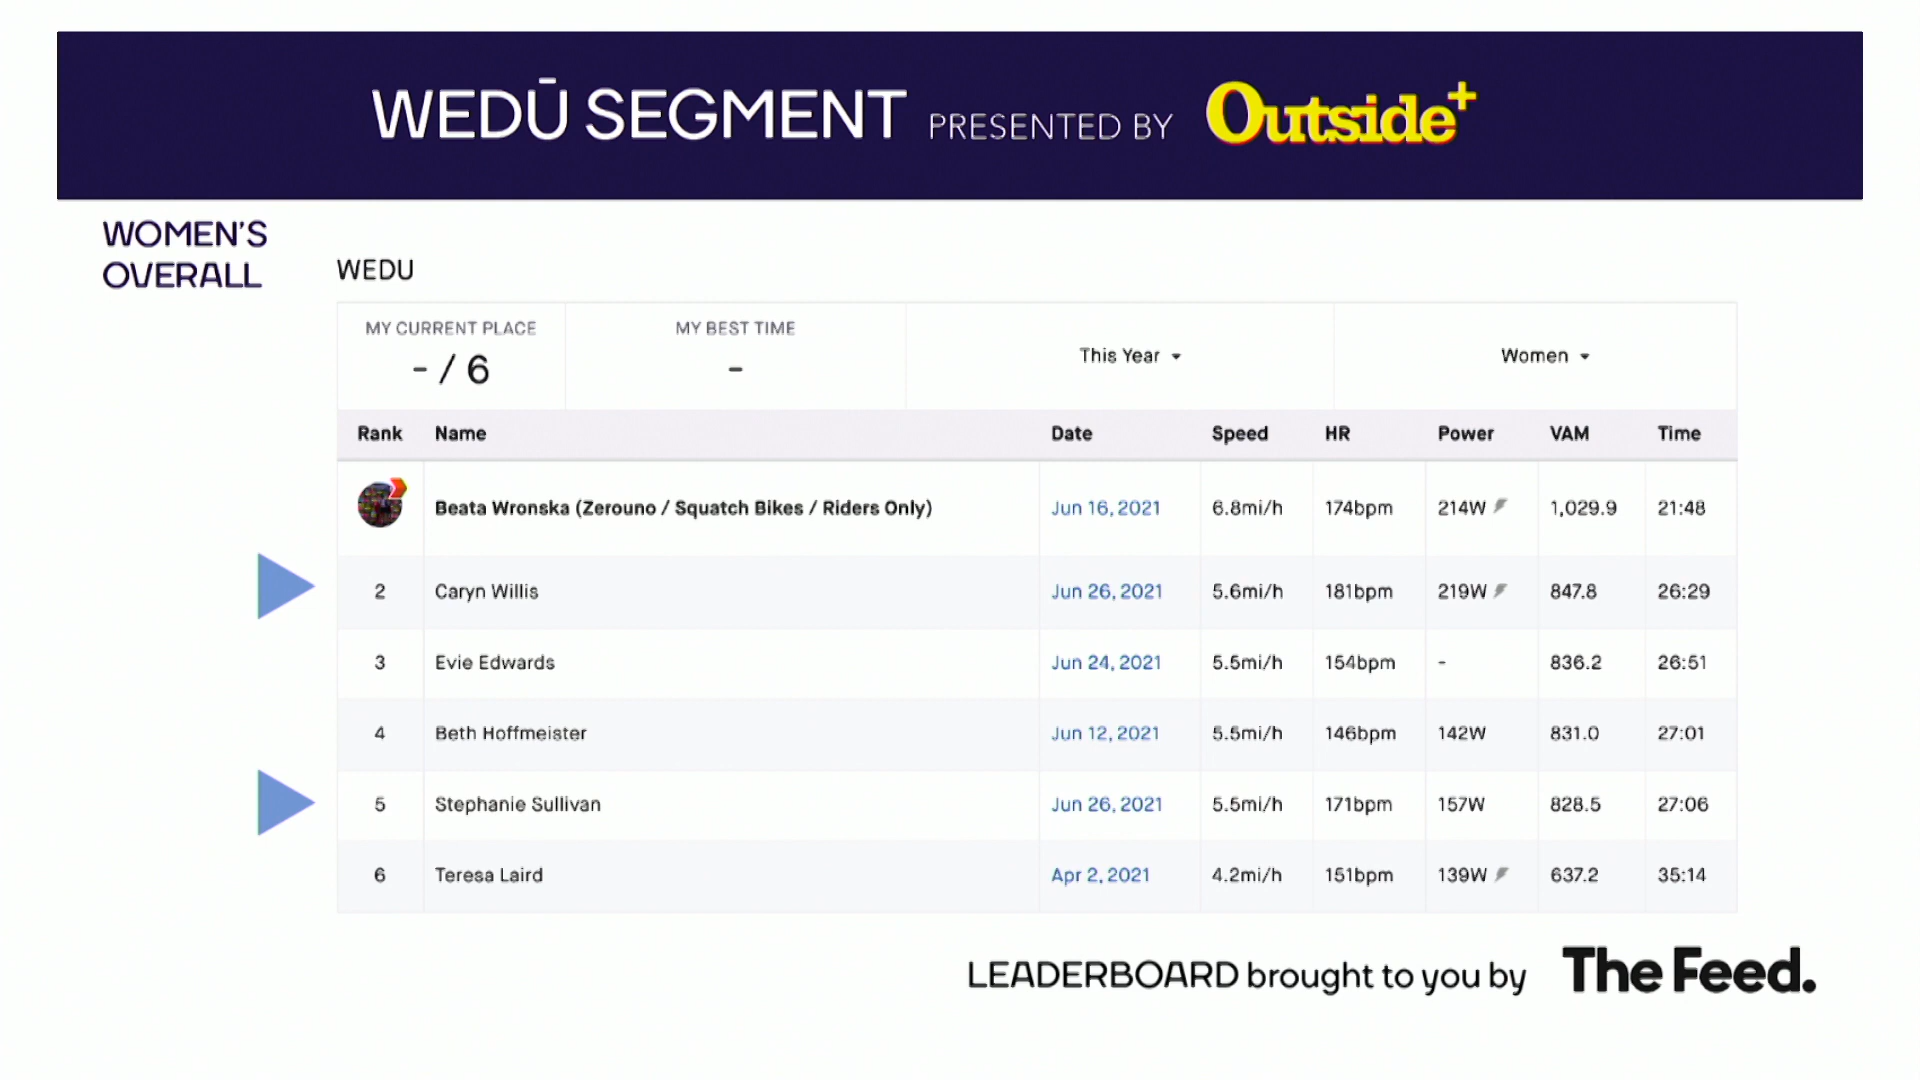 WEDŪ SEGMENT PRESENTED BY Outside+
WOMEN'S
OVERALL
WEDU
MY CURRENT PLACE
- / 6
MY BEST TIME
-
This Year
Women
Rank Name Date Speed HR Power VAM Time
Beata Wronska (Zerouno / Squatch Bikes / Riders Only) Jun 16, 2021 6.8mi/h 174bpm 214W 1,029.9 21:48
2 Caryn Willis Jun 26, 2021 5.6mi/h 181bpm 219W 847.8 26:29
3 Evie Edwards Jun 24, 2021 5.5mi/h 154bpm - 836.2 26:51
4 Beth Hoffmeister Jun 12, 2021 5.5mi/h 146bpm 142W 831.0 27:01
5 Stephanie Sullivan Jun 26, 2021 5.5mi/h 171bpm 157W 828.5 27:06
6 Teresa Laird Apr 2, 2021 4.2mi/h 151bpm 139W 637.2 35:14
LEADERBOARD brought to you by The Feed.